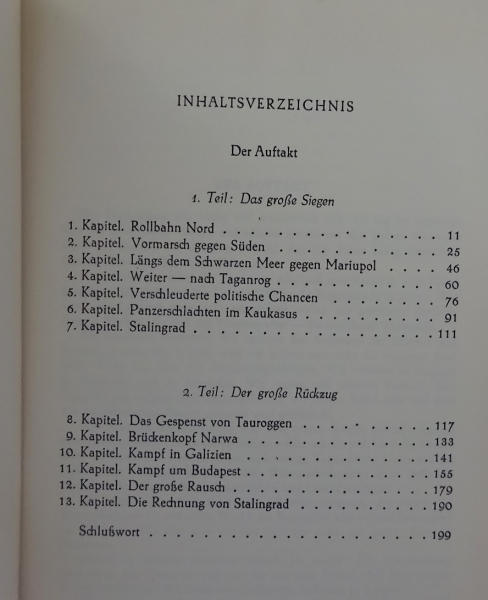 INHALTSVERZEICHNIS
Der Auftakt
1. Teil: Das große Siegen
1. Kapitel. Rollbahn Nord . . . . . . . . . . . . . . . 11
2. Kapitel. Vormarsch gegen Süden . . . . . . . . . . . 25
3. Kapitel. Längs dem Schwarzen Meer gegen Mariupol . . . . 46
4. Kapitel. Weiter — nach Taganrog . . . . . . . . . . . 60
5. Kapitel. Verschleuderte politische Chancen . . . . . . . . 76
6. Kapitel. Panzerschlachten im Kaukasus . . . . . . . . . 91
7. Kapitel. Stalingrad . . . . . . . . . . . . . . . . . 111
2. Teil: Der große Rückzug
8. Kapitel. Das Gespenst von Tauroggen . . . . . . . . . 117
9. Kapitel. Brückenkopf Narwa . . . . . . . . . . . . . 133
10. Kapitel. Kampf in Galizien . . . . . . . . . . . . . 141
11. Kapitel. Kampf um Budapest . . . . . . . . . . . . . 155
12. Kapitel. Der große Rausch . . . . . . . . . . . . . 179
13. Kapitel. Die Rechnung von Stalingrad . . . . . . . . . 190
Schlußwort . . . . . . . . . . . . . . . . . . . 199